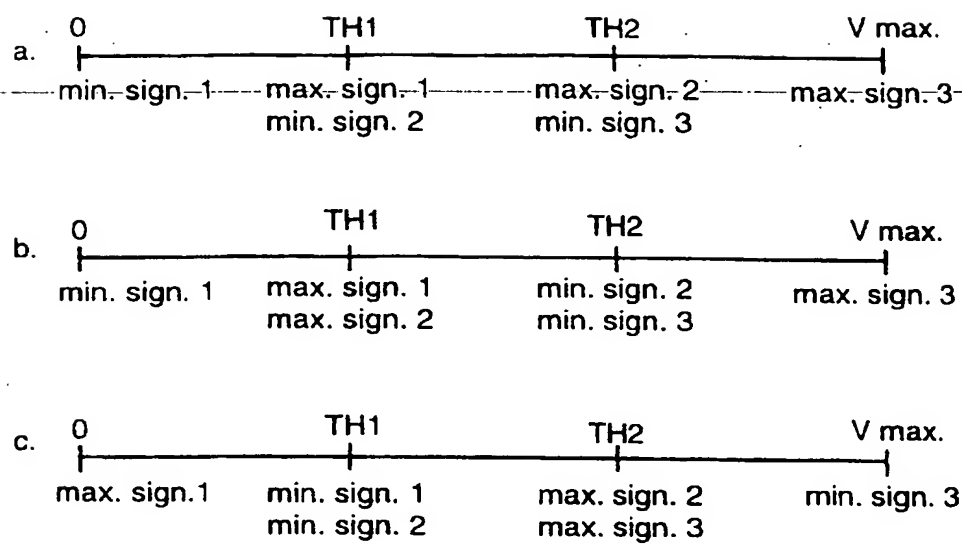 0 TH1 TH2 V max.
a.
min. sign. 1 max. sign. 1 max. sign. 2 max. sign. 3
min. sign. 2 min. sign. 3
0 TH1 TH2 V max.
b.
min. sign. 1 max. sign. 1 min. sign. 2 max. sign. 3
max. sign. 2 min. sign. 3
0 TH1 TH2 V max.
c.
max. sign.1 min. sign. 1 max. sign. 2 min. sign. 3
min. sign. 2 max. sign. 3